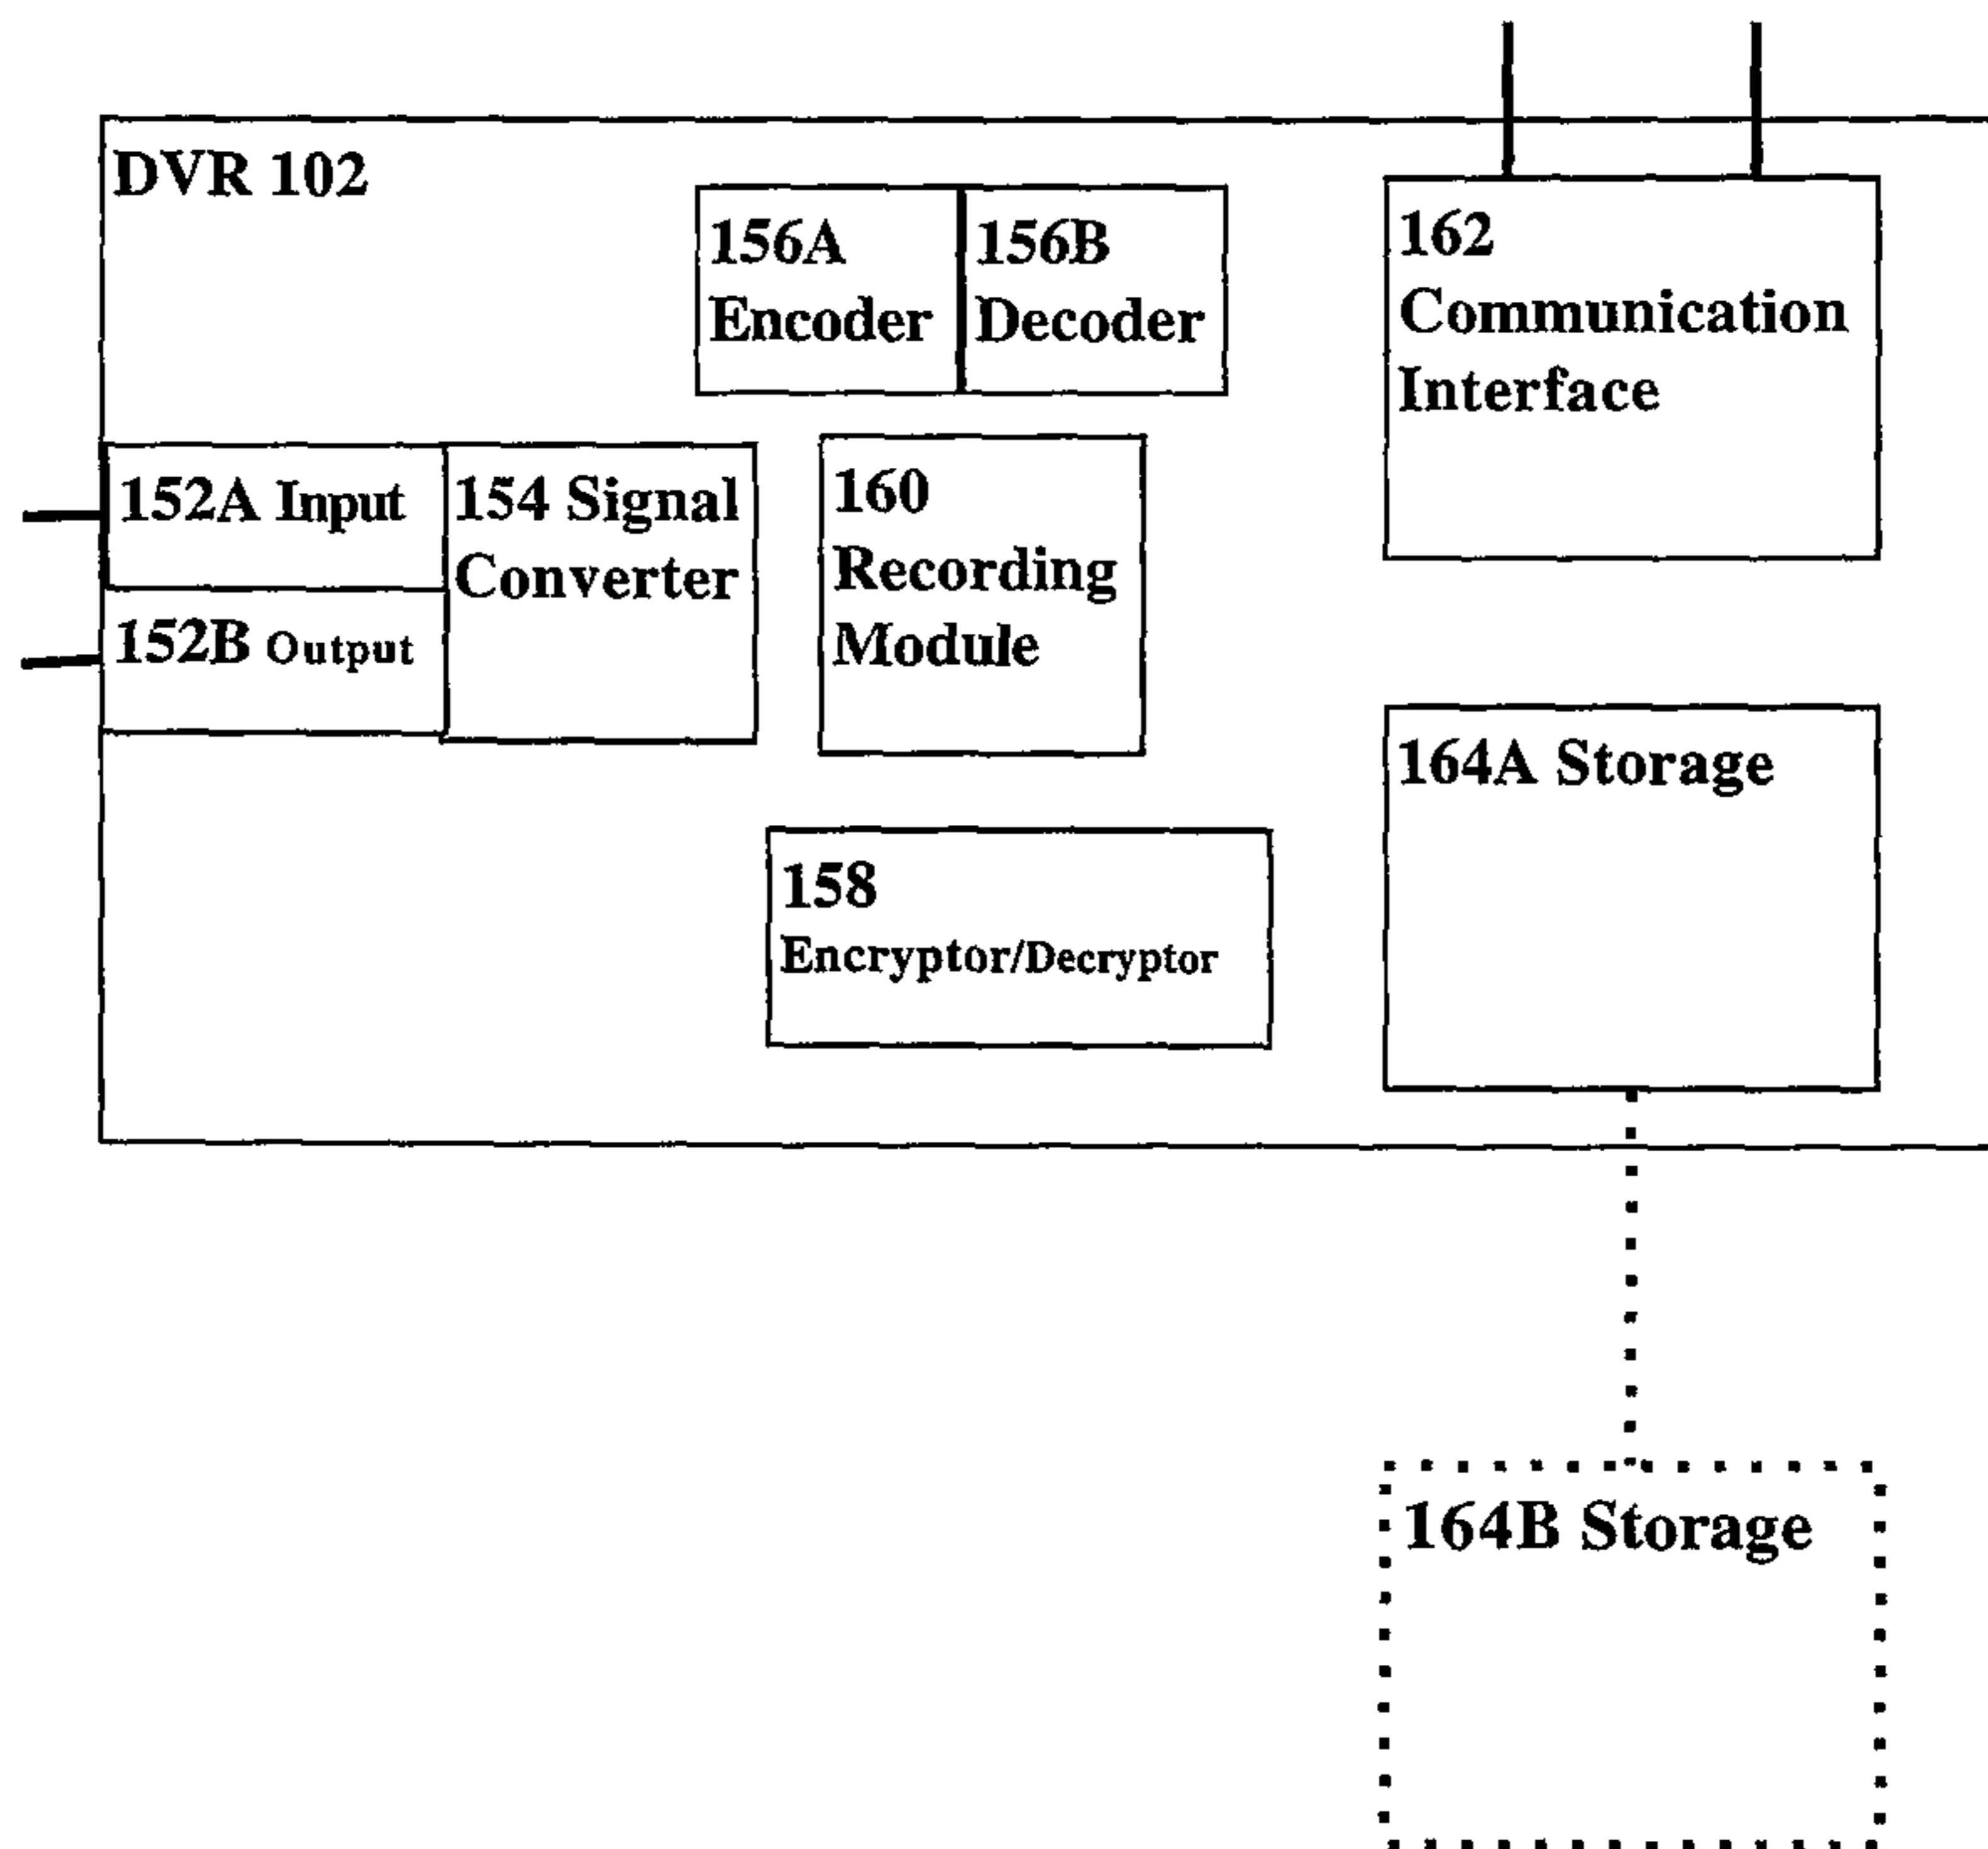 DVR 102
156A
Encoder
156B
Decoder
162
Communication
Interface
152A Input
152B Output
154 Signal
Converter
160
Recording
Module
164A Storage
158
Encryptor/Decryptor
164B Storage